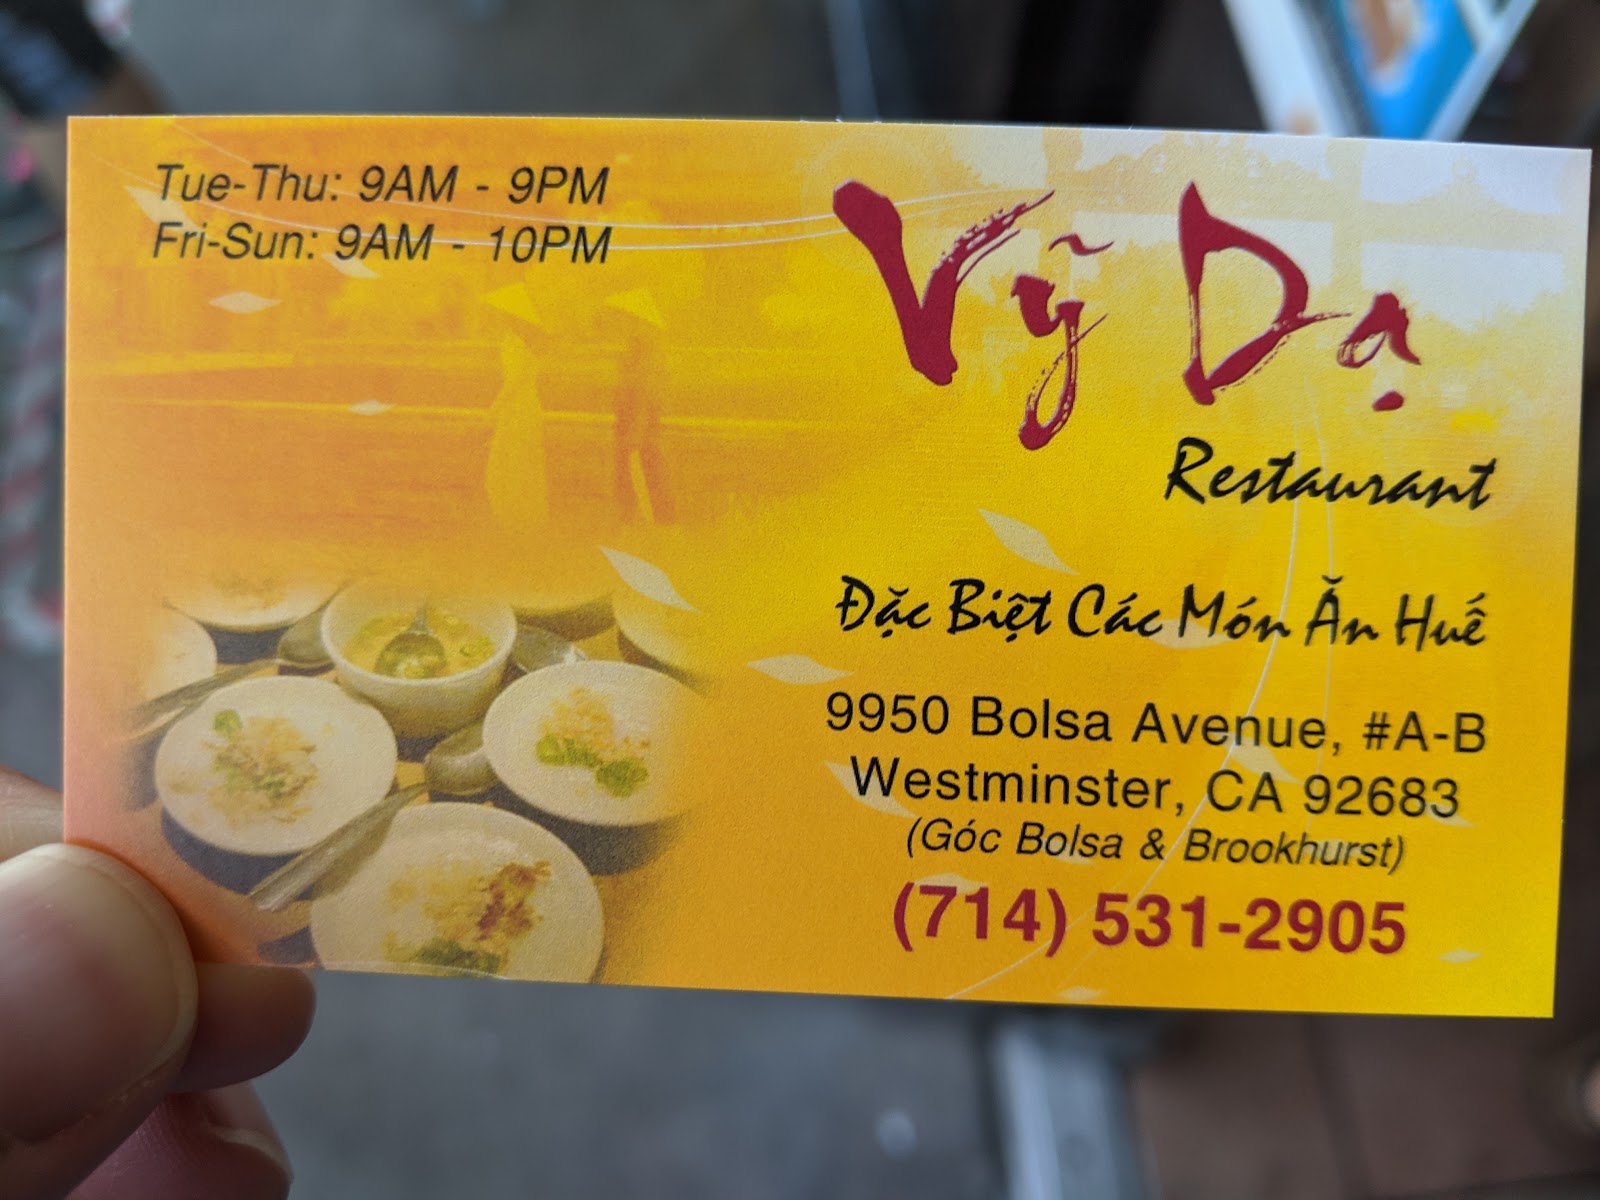 Tue-Thu: 9AM - 9PM
Fri-Sun: 9AM - 10PM
Vỹ Dạ
Restaurant
Đặc Biệt Các Món Ăn Huế
9950 Bolsa Avenue, #A-B
Westminster, CA 92683
(Góc Bolsa & Brookhurst)
(714) 531-2905